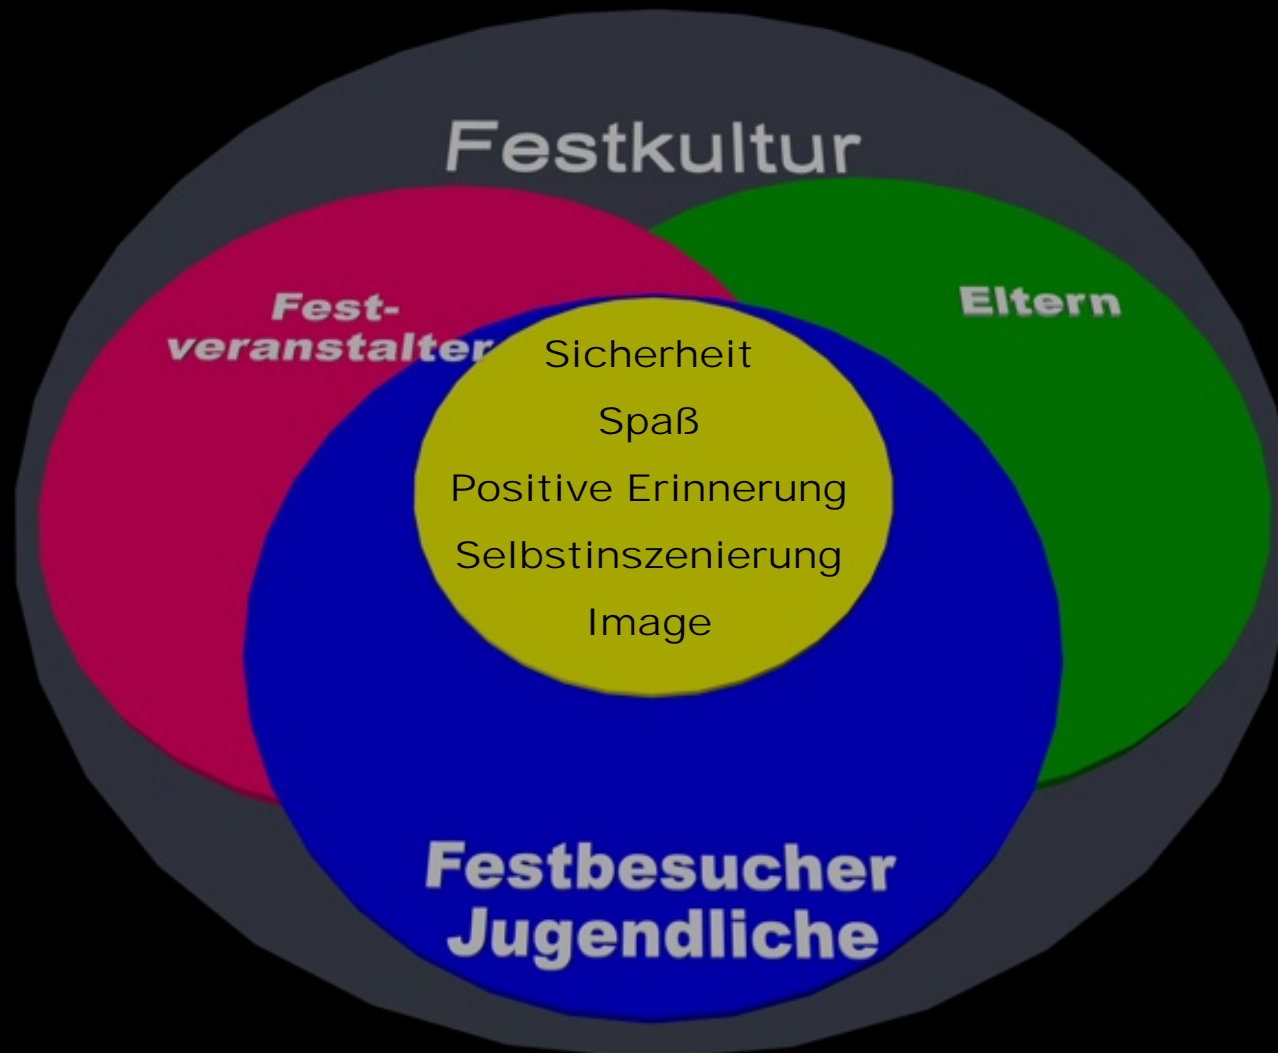 Festkultur
Fest-
veranstalter
Eltern
Sicherheit
Spaß
Positive Erinnerung
Selbstinszenierung
Image
Festbesucher
Jugendliche